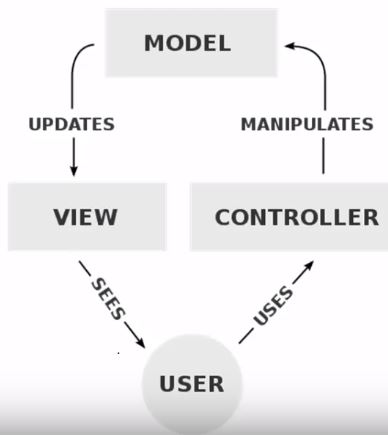 MODEL
UPDATES
MANIPULATES
VIEW
CONTROLLER
SEES
USES
USER